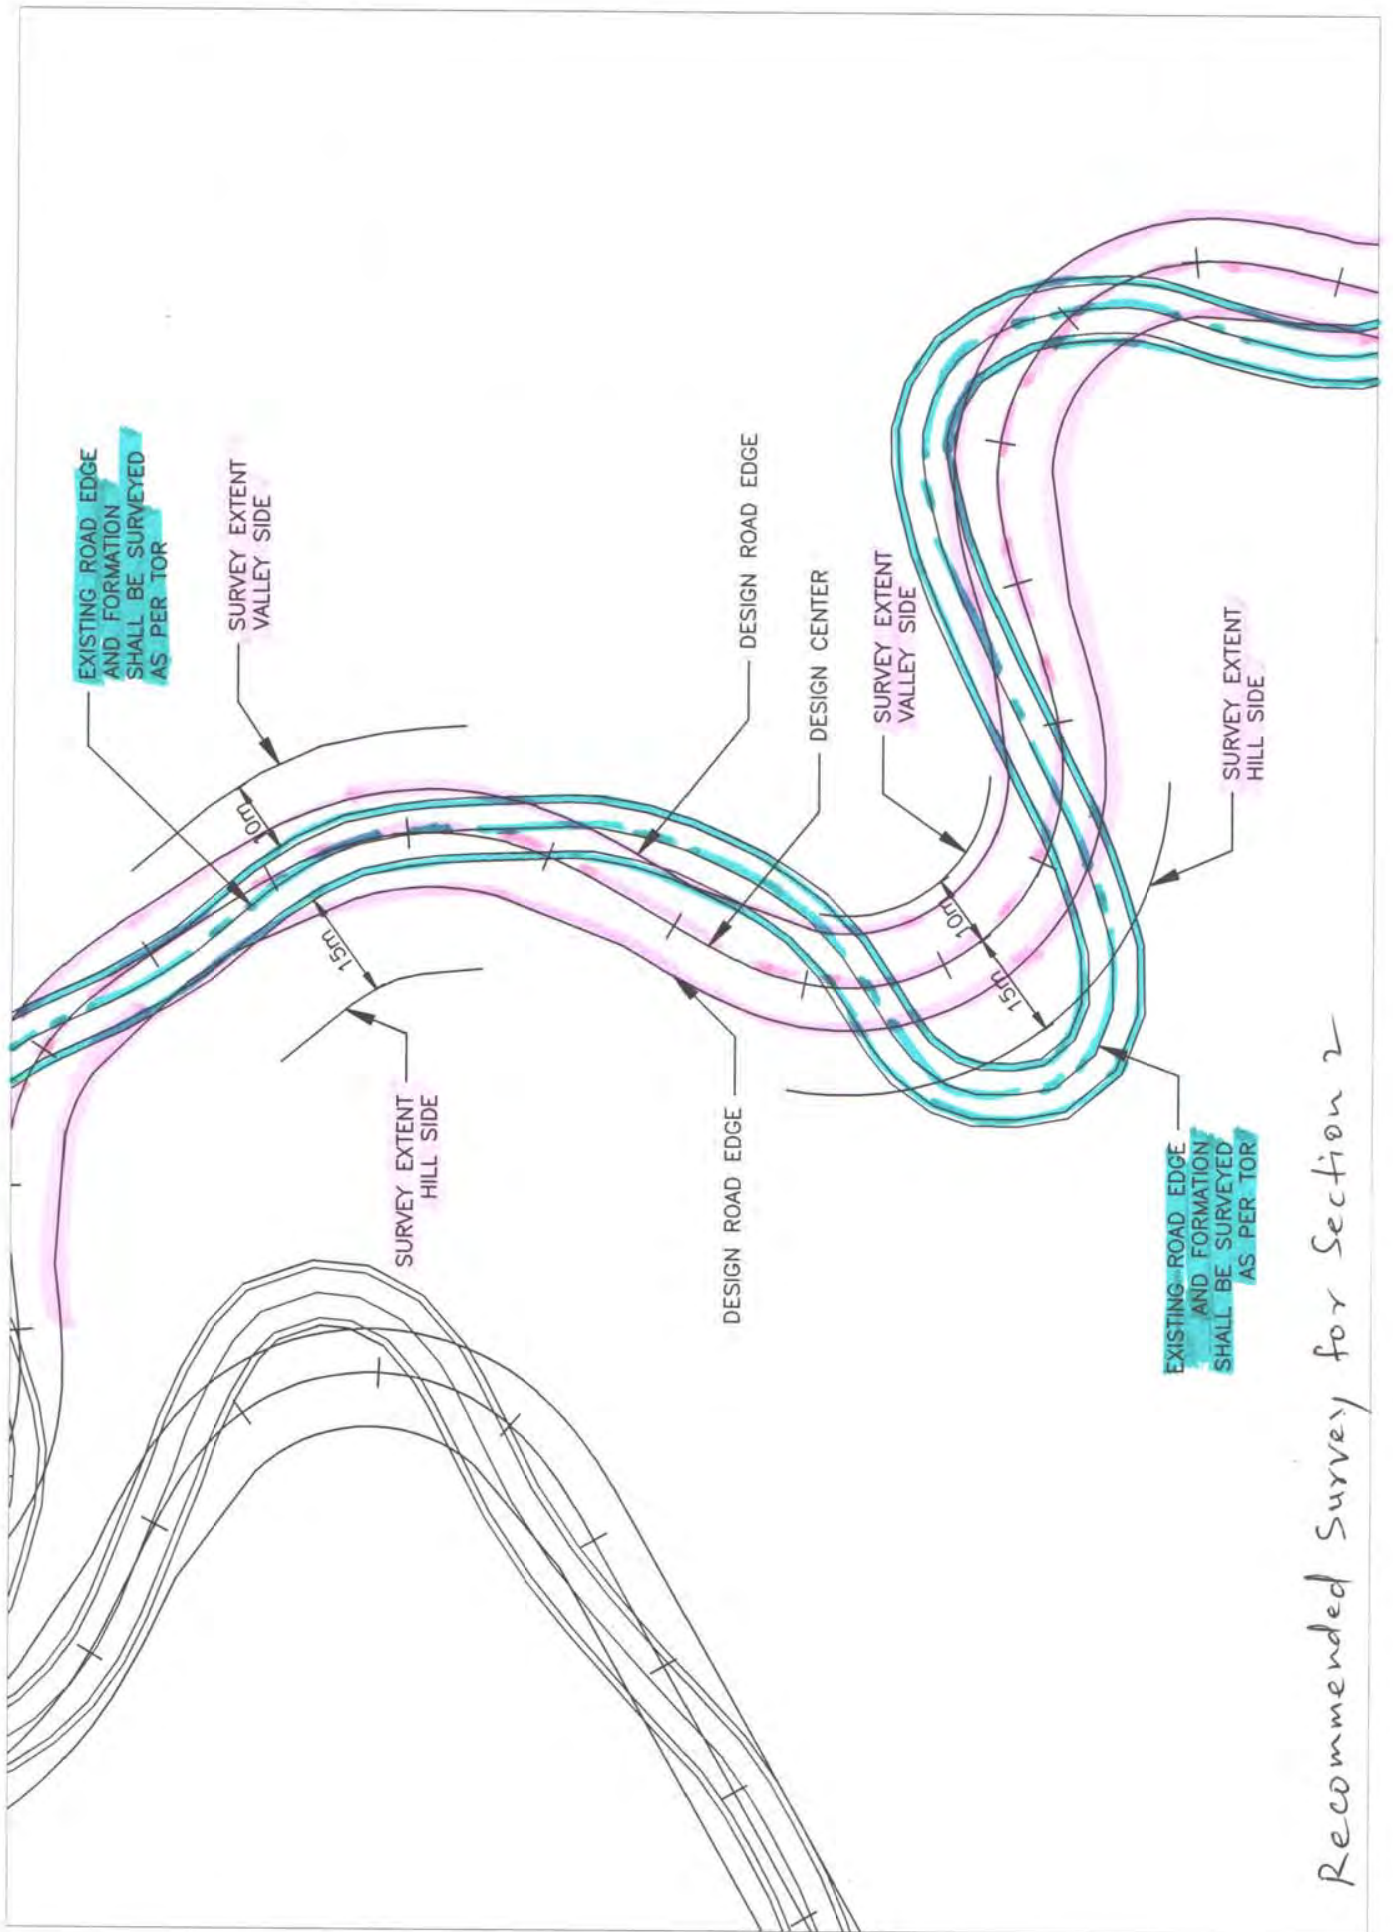 EXISTING ROAD EDGE
AND FORMATION
SHALL BE SURVEYED
AS PER TOR
SURVEY EXTENT
VALLEY SIDE
10m
15m
SURVEY EXTENT
HILL SIDE
DESIGN ROAD EDGE
DESIGN ROAD EDGE
DESIGN CENTER
SURVEY EXTENT
VALLEY SIDE
10m
15m
SURVEY EXTENT
HILL SIDE
EXISTING ROAD EDGE
AND FORMATION
SHALL BE SURVEYED
AS PER TOR
Recommended Survey for Section 2